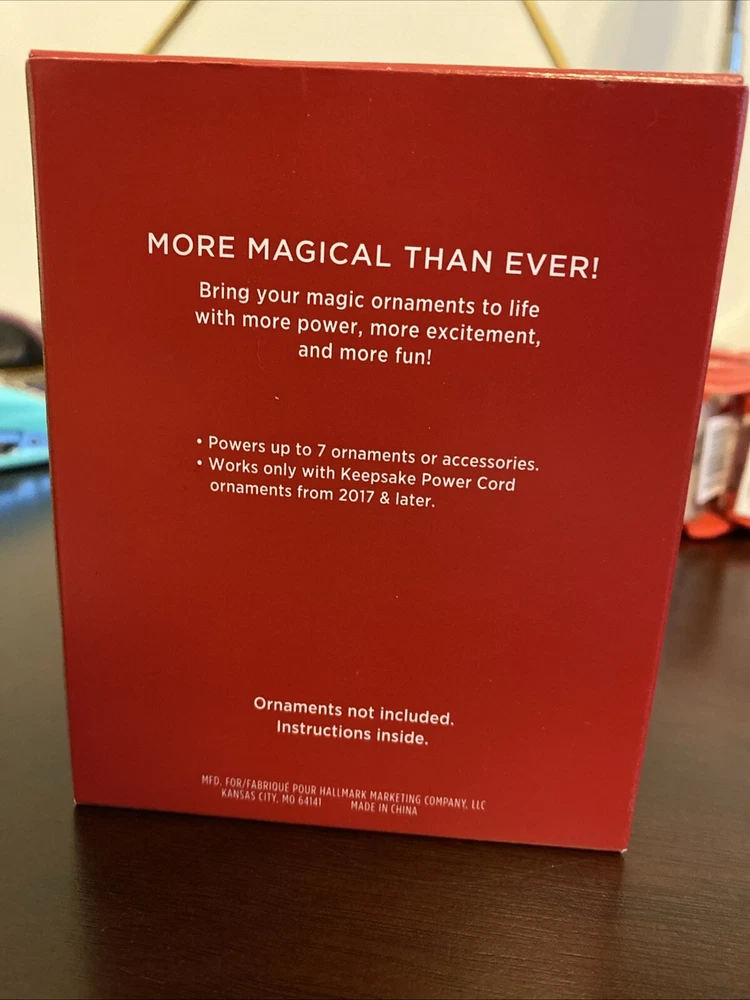 MORE MAGICAL THAN EVER!
Bring your magic ornaments to life
with more power, more excitement,
and more fun!
• Powers up to 7 ornaments or accessories.
• Works only with Keepsake Power Cord
ornaments from 2017 & later.
Ornaments not included.
Instructions inside.
MFD. FOR/FABRIQUÉ POUR HALLMARK MARKETING COMPANY, LLC
KANSAS CITY, MO 64141 MADE IN CHINA